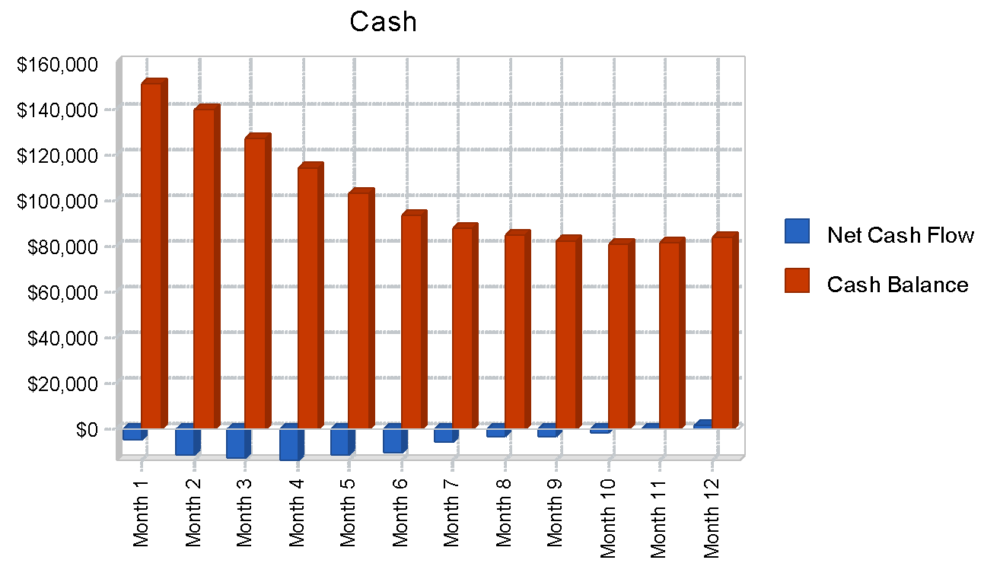 Cash
$160,000
$140,000
$120,000
$100,000
$80,000
$60,000
$40,000
$20,000
$0
Month 1
Month 2
Month 3
Month 4
Month 5
Month 6
Month 7
Month 8
Month 9
Month 10
Month 11
Month 12
Net Cash Flow
Cash Balance